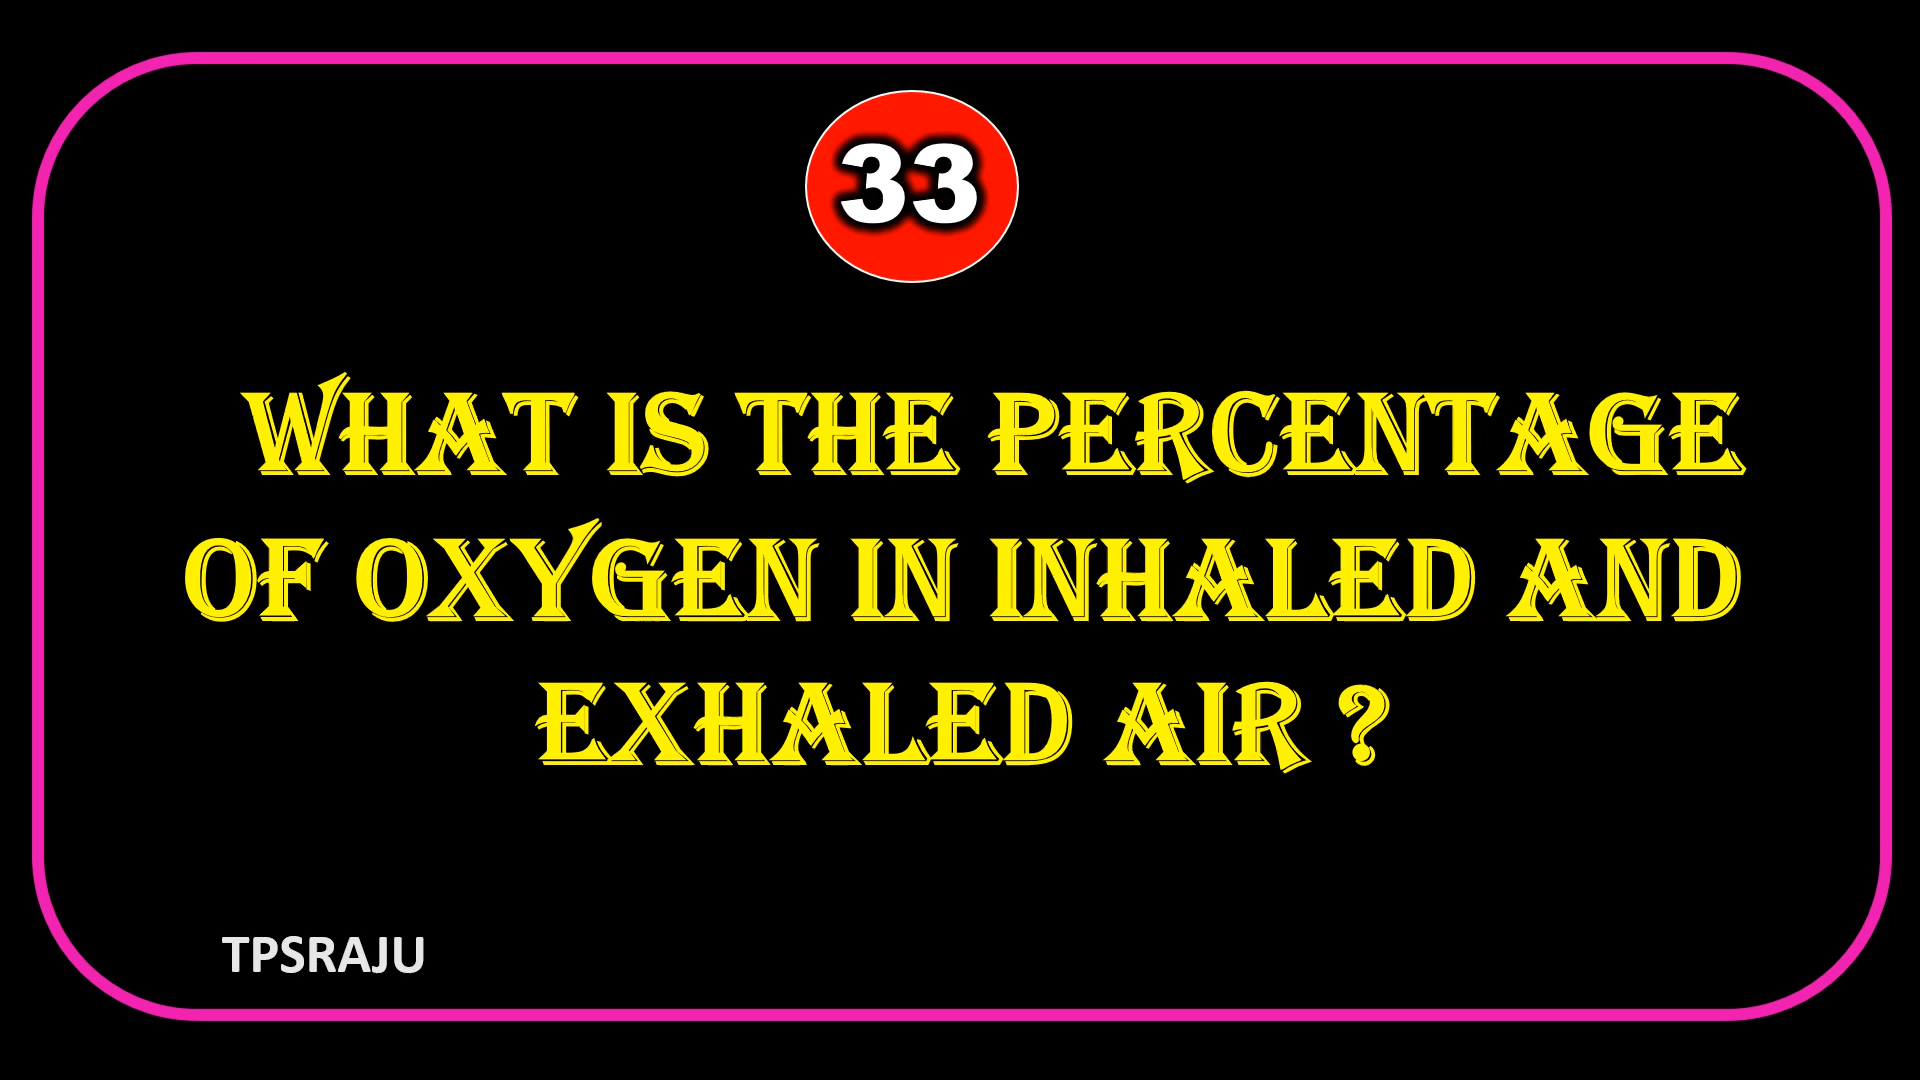 33
WHAT IS THE PERCENTAGE
OF OXYGEN IN INHALED AND
EXHALED AIR ?
TPSRAJU